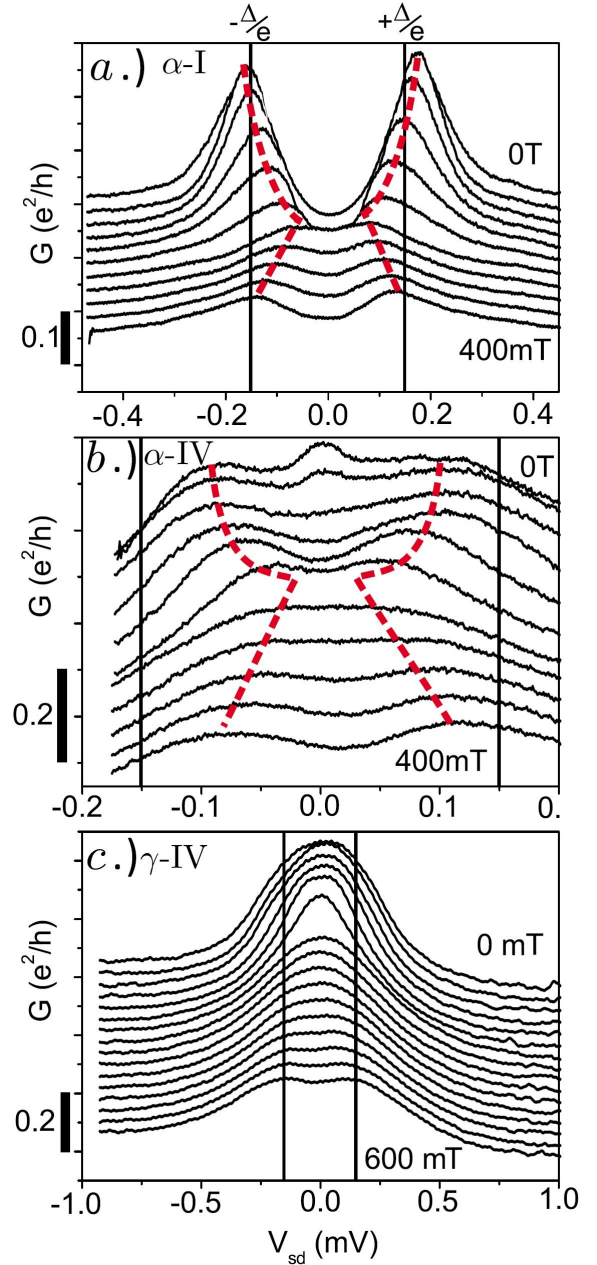 -Δ/e +Δ/e
a.) α-I
0T
G (e²/h)
0.1
400mT
-0.4 -0.2 0.0 0.2 0.4
b.) α-IV
0T
G (e²/h)
0.2
400mT
-0.2 -0.1 0.0 0.1 0.
c.) γ-IV
0 mT
G (e²/h)
0.2
600 mT
-1.0 -0.5 0.0 0.5 1.0
V_sd (mV)